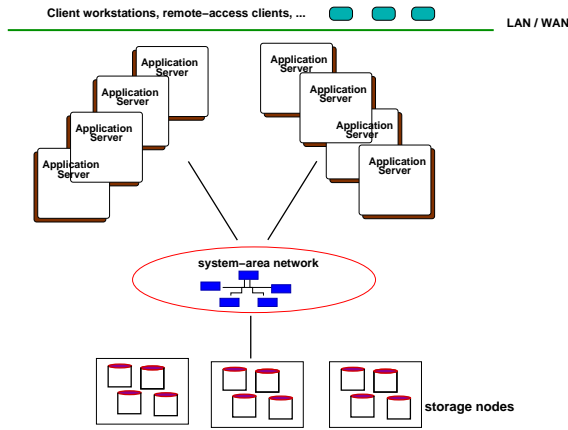 Client workstations, remote−access clients, ...
LAN / WAN
Application
Server
Application
Server
Application
Server
Application
Server
Application
Server
Application
Server
Application
Server
Application
Server
system−area network
storage nodes